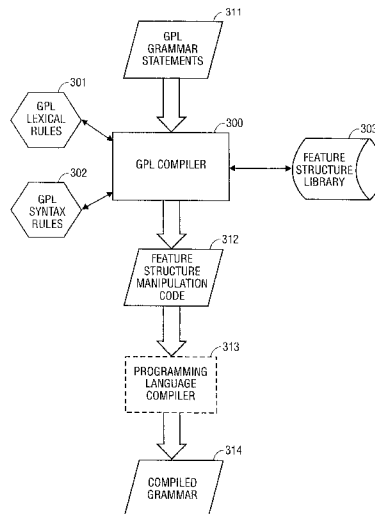 311
GPL
GRAMMAR
STATEMENTS
301
GPL
LEXICAL
RULES
300
GPL COMPILER
303
FEATURE
STRUCTURE
LIBRARY
302
GPL
SYNTAX
RULES
312
FEATURE
STRUCTURE
MANIPULATION
CODE
313
PROGRAMMING
LANGUAGE
COMPILER
314
COMPILED
GRAMMAR